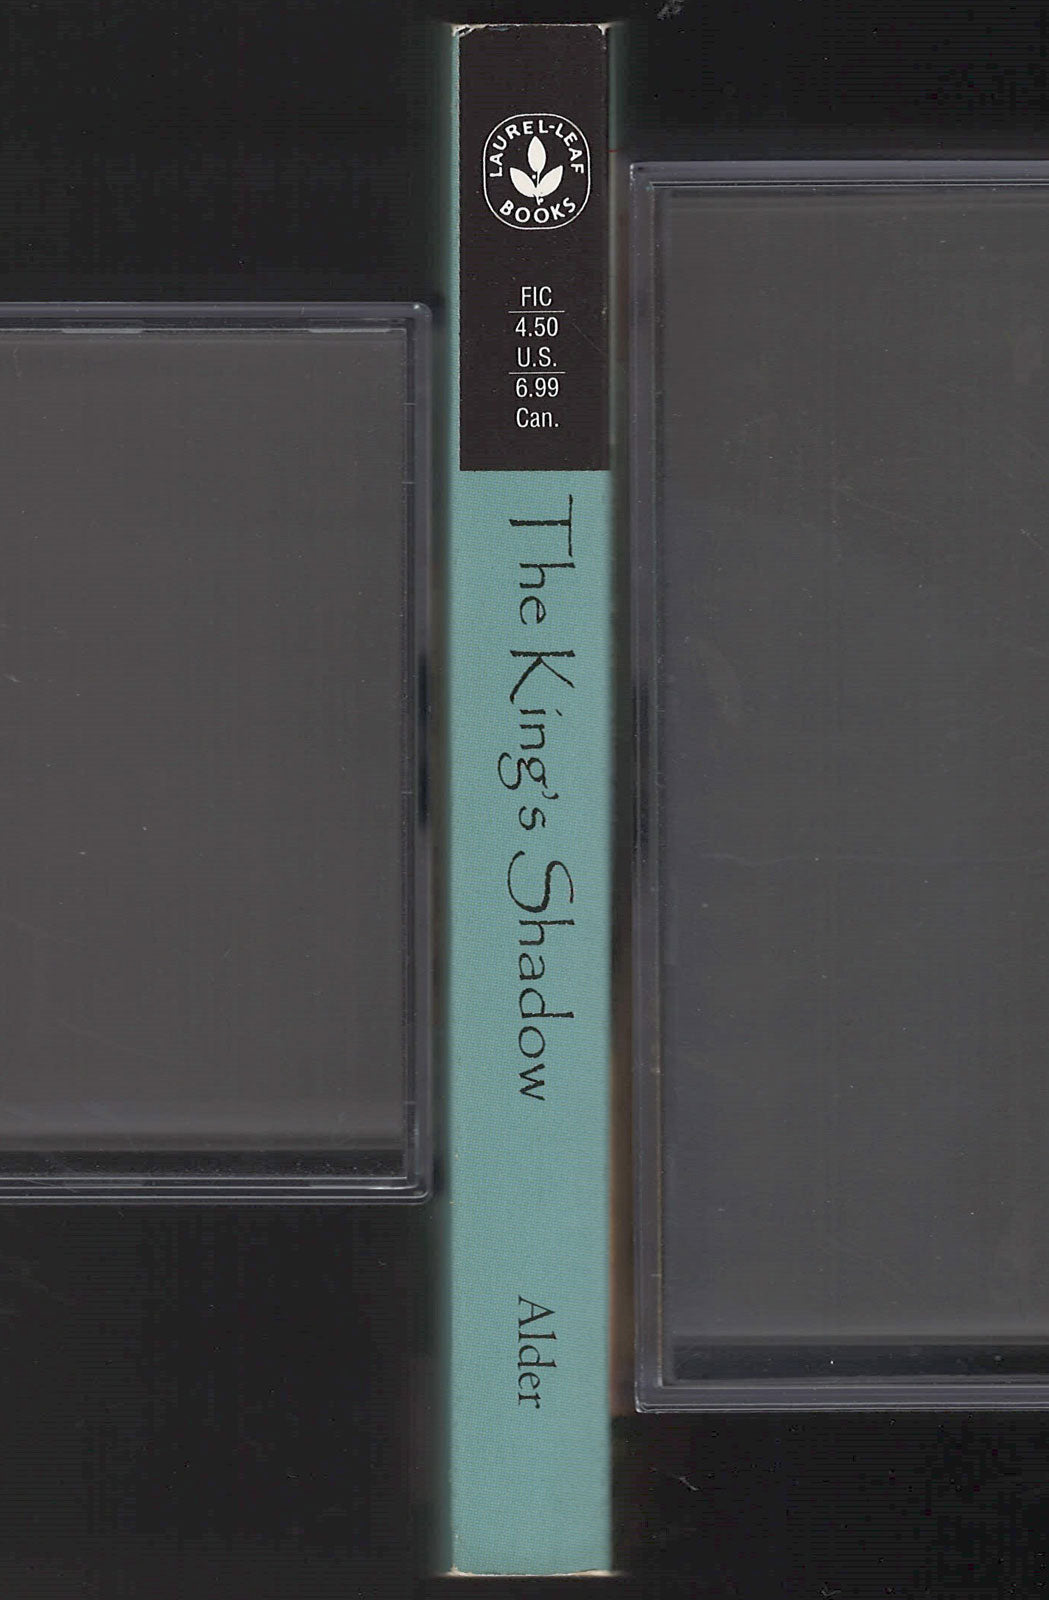 LAUREL-LEAF
BOOKS
FIC
4.50
U.S.
6.99
Can.
The King's Shadow
Alder